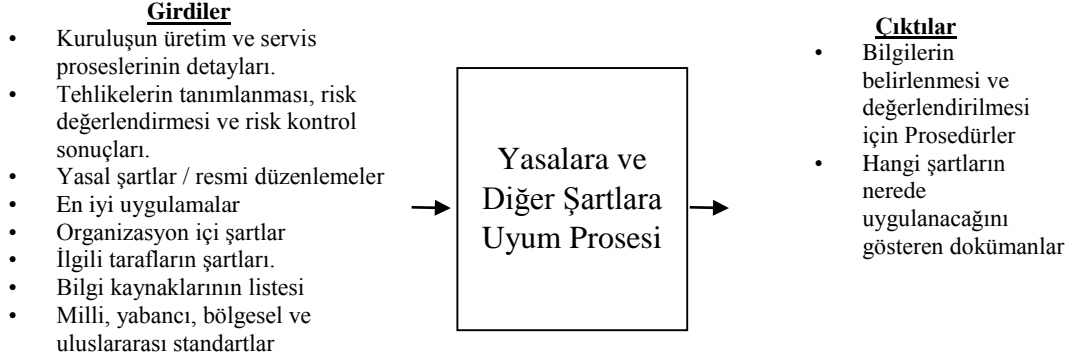 Girdiler
• Kuruluşun üretim ve servis
proseslerinin detayları.
• Tehlikelerin tanımlanması, risk
değerlendirmesi ve risk kontrol
sonuçları.
• Yasal şartlar / resmi düzenlemeler
• En iyi uygulamalar
• Organizasyon içi şartlar
• İlgili tarafların şartları.
• Bilgi kaynaklarının listesi
• Milli, yabancı, bölgesel ve
uluslararası standartlar
Yasalara ve
Diğer Şartlara
Uyum Prosesi
Çıktılar
• Bilgilerin
belirlenmesi ve
değerlendirilmesi
için Prosedürler
• Hangi şartların
nerede
uygulanacağını
gösteren dokümanlar